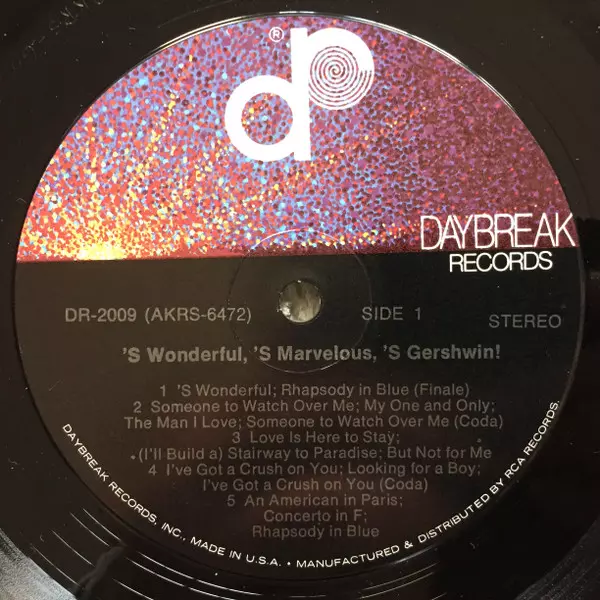 ®
dp
DAYBREAK
RECORDS
DR-2009 (AKRS-6472) SIDE 1 STEREO
'S Wonderful, 'S Marvelous, 'S Gershwin!
1 'S Wonderful; Rhapsody in Blue (Finale)
2 Someone to Watch Over Me; My One and Only;
The Man I Love; Someone to Watch Over Me (Coda)
3 Love Is Here to Stay;
(I'll Build a) Stairway to Paradise; But Not for Me
4 I've Got a Crush on You; Looking for a Boy;
I've Got a Crush on You (Coda)
5 An American in Paris;
Concerto in F;
Rhapsody in Blue
DAYBREAK RECORDS, INC., MADE IN U.S.A. • MANUFACTURED & DISTRIBUTED BY RCA RECORDS.